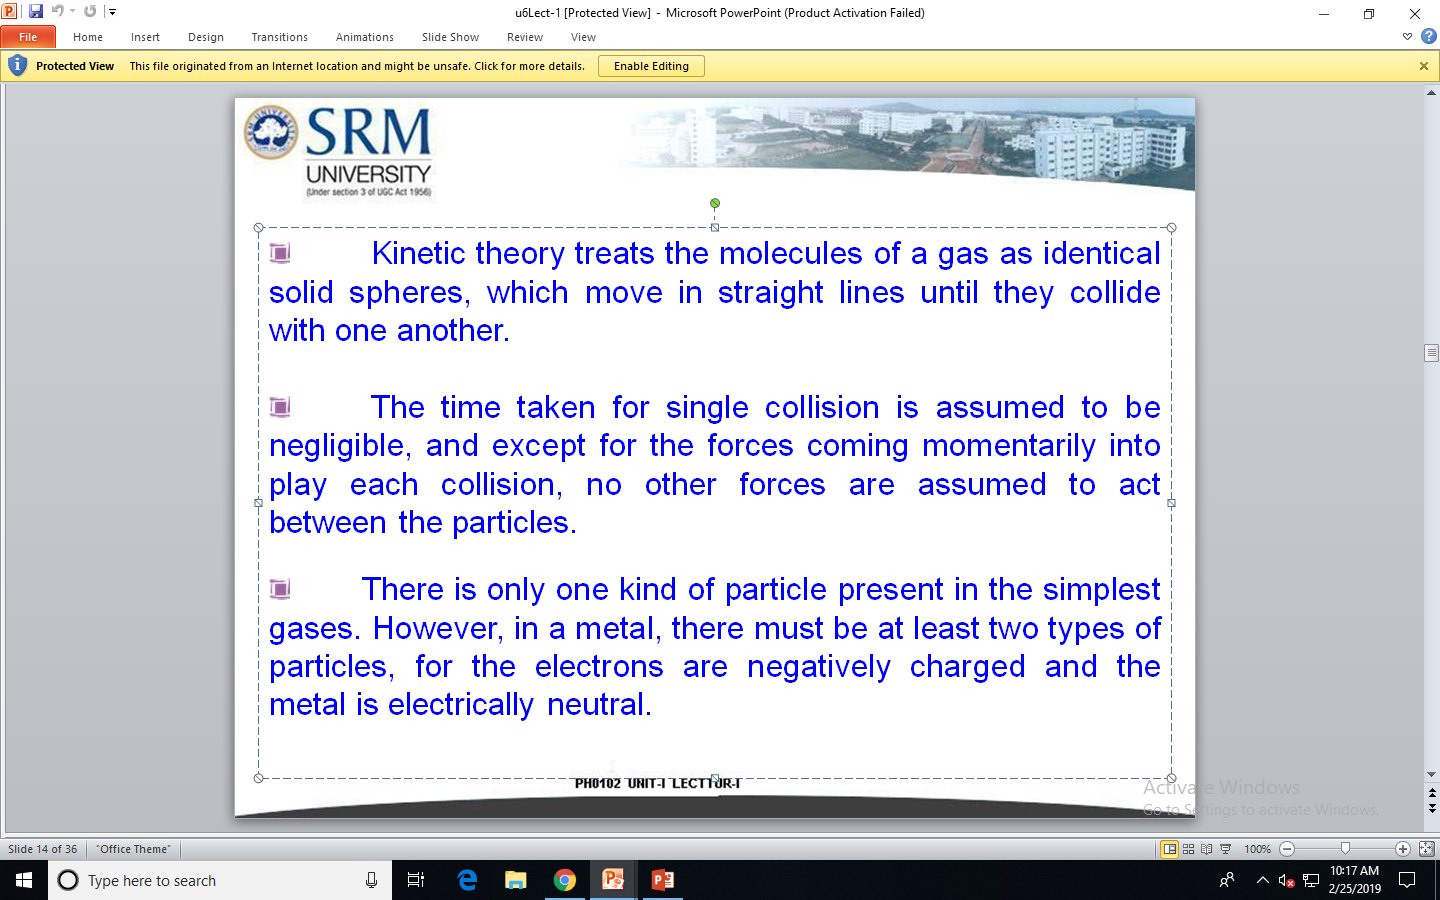 u6Lect-1 [Protected View] - Microsoft PowerPoint (Product Activation Failed)
File Home Insert Design Transitions Animations Slide Show Review View
Protected View This file originated from an Internet location and might be unsafe. Click for more details. Enable Editing
SRM
UNIVERSITY
(Under section 3 of UGC Act 1956)
Kinetic theory treats the molecules of a gas as identical
solid spheres, which move in straight lines until they collide
with one another.
The time taken for single collision is assumed to be
negligible, and except for the forces coming momentarily into
play each collision, no other forces are assumed to act
between the particles.
There is only one kind of particle present in the simplest
gases. However, in a metal, there must be at least two types of
particles, for the electrons are negatively charged and the
metal is electrically neutral.
PH0102 UNIT-I LECTTUR-I
Activate Windows
Go to Settings to activate Windows.
Slide 14 of 36 "Office Theme" 100%
Type here to search
10:17 AM
2/25/2019